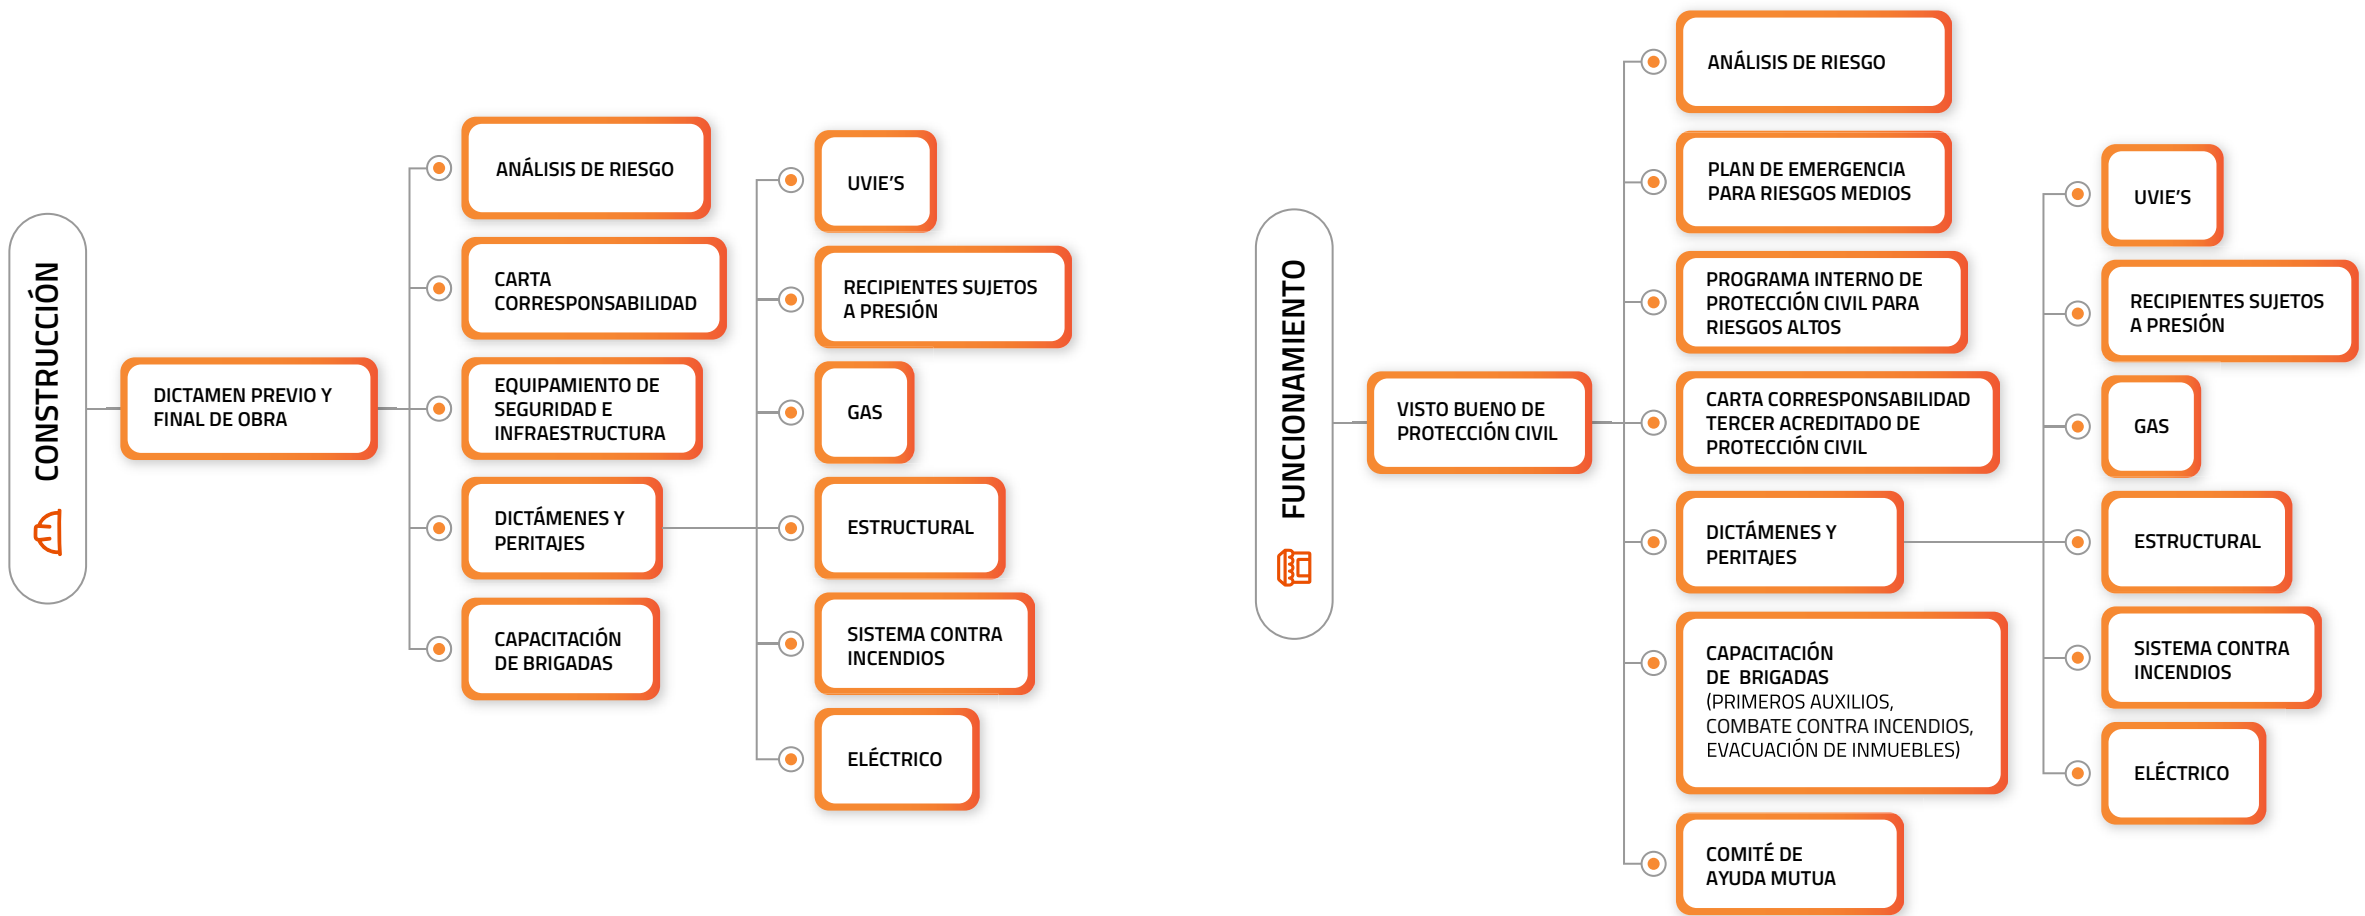 CONSTRUCCIÓN
DICTAMEN PREVIO Y
FINAL DE OBRA
ANÁLISIS DE RIESGO
CARTA
CORRESPONSABILIDAD
EQUIPAMIENTO DE
SEGURIDAD E
INFRAESTRUCTURA
DICTÁMENES Y
PERITAJES
CAPACITACIÓN
DE BRIGADAS
UVIE'S
RECIPIENTES SUJETOS
A PRESIÓN
GAS
ESTRUCTURAL
SISTEMA CONTRA
INCENDIOS
ELÉCTRICO
FUNCIONAMIENTO
VISTO BUENO DE
PROTECCIÓN CIVIL
ANÁLISIS DE RIESGO
PLAN DE EMERGENCIA
PARA RIESGOS MEDIOS
PROGRAMA INTERNO DE
PROTECCIÓN CIVIL PARA
RIESGOS ALTOS
CARTA CORRESPONSABILIDAD
TERCER ACREDITADO DE
PROTECCIÓN CIVIL
DICTÁMENES Y
PERITAJES
CAPACITACIÓN
DE BRIGADAS
(PRIMEROS AUXILIOS,
COMBATE CONTRA INCENDIOS,
EVACUACIÓN DE INMUEBLES)
COMITÉ DE
AYUDA MUTUA
UVIE'S
RECIPIENTES SUJETOS
A PRESIÓN
GAS
ESTRUCTURAL
SISTEMA CONTRA
INCENDIOS
ELÉCTRICO